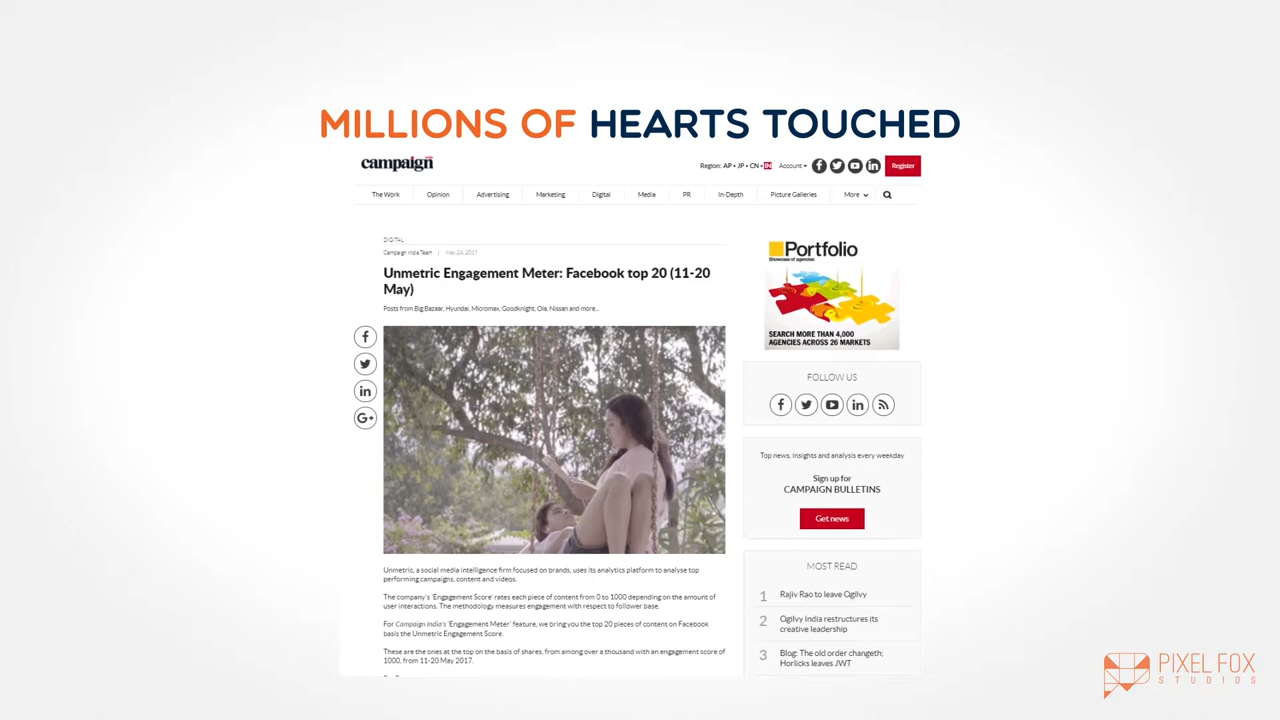 MILLIONS OF HEARTS TOUCHED
campaign
Region: AP • JP • CN • IN
Account
Register
The Work
Opinion
Advertising
Marketing
Digital
Media
PR
In-Depth
Picture Galleries
More
DIGITAL
Campaign India Team | May 24, 2017
Unmetric Engagement Meter: Facebook top 20 (11-20
May)
Posts from Big Bazaar, Hyundai, Micromax, Goodknight, Ola, Nissan and more...
Unmetric, a social media intelligence firm focused on brands, uses its analytics platform to analyse top
performing campaigns, content and videos.
The company's 'Engagement Score' rates each piece of content from 0 to 1000 depending on the amount of
user interactions. The methodology measures engagement with respect to follower base.
For Campaign India's 'Engagement Meter' feature, we bring you the top 20 pieces of content on Facebook
basis the Unmetric Engagement Score.
These are the ones at the top on the basis of shares, from among over a thousand with an engagement score of
1000, from 11-20 May 2017.
Portfolio
Showcase of agencies
SEARCH MORE THAN 4,000
AGENCIES ACROSS 26 MARKETS
FOLLOW US
Top news, insights and analysis every weekday
Sign up for
CAMPAIGN BULLETINS
Get news
MOST READ
1 Rajiv Rao to leave Ogilvy
2 Ogilvy India restructures its
creative leadership
3 Blog: The old order changeth;
Horlicks leaves JWT
PIXEL FOX
STUDIOS